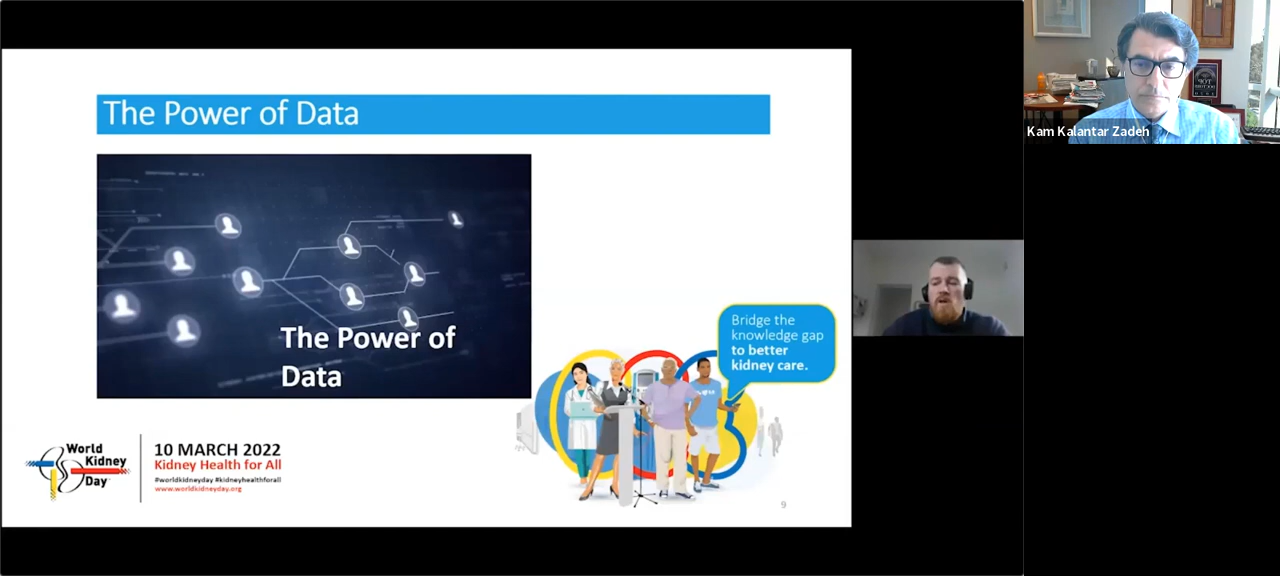 The Power of Data
The Power of
Data
Bridge the
knowledge gap
to better
kidney care.
World
Kidney
Day
10 MARCH 2022
Kidney Health for All
#worldkidneyday #kidneyhealthforall
www.worldkidneyday.org
9
Kam Kalantar Zadeh